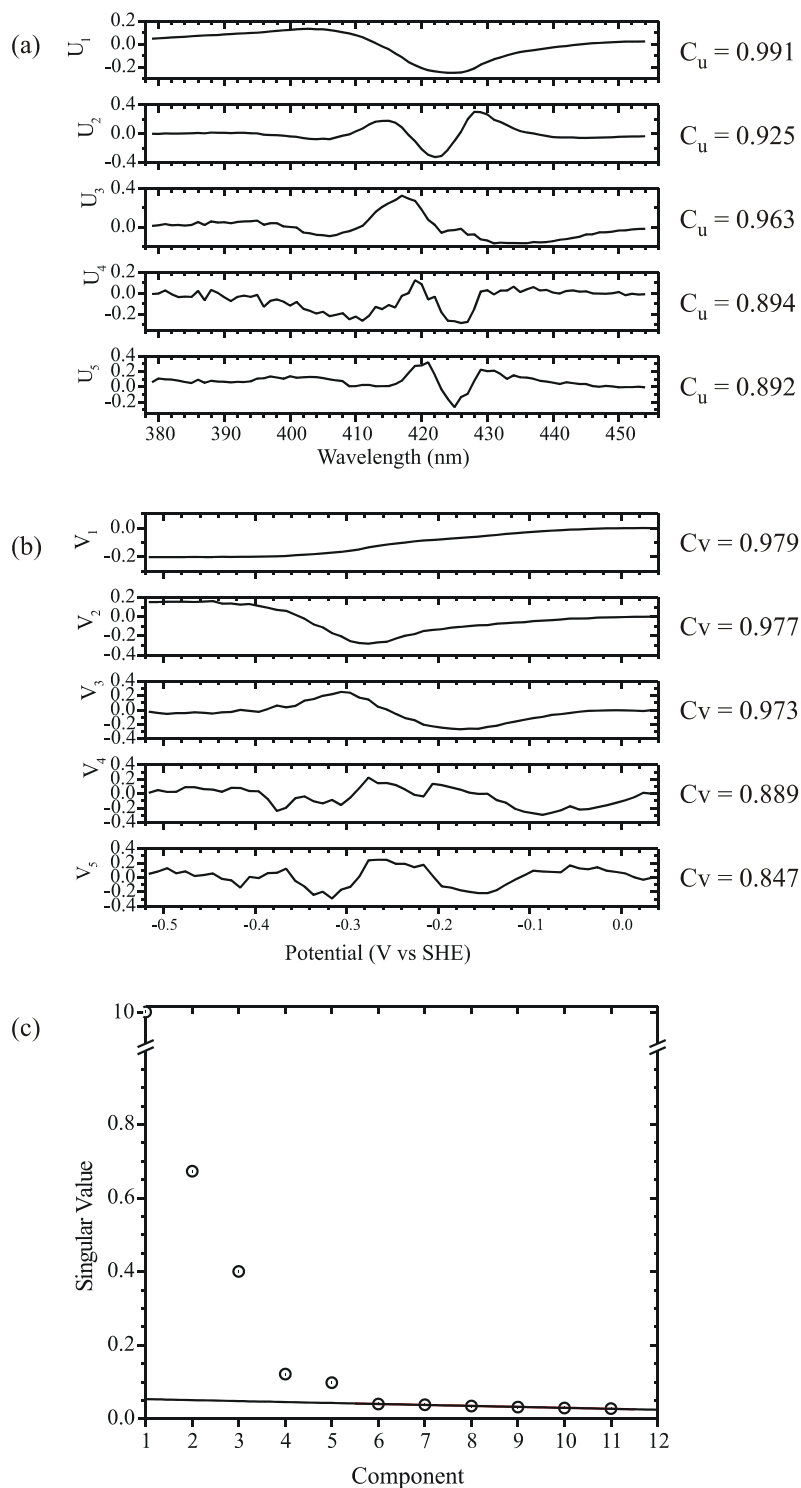 (a)
U1
0.2
0.0
-0.2
Cu = 0.991
U2
0.4
0.0
-0.4
Cu = 0.925
U3
0.4
0.0
Cu = 0.963
U4
0.2
0.0
-0.2
Cu = 0.894
U5
0.4
0.2
0.0
-0.2
Cu = 0.892
380 390 400 410 420 430 440 450
Wavelength (nm)
(b)
V1
0.0
-0.2
Cv = 0.979
V2
0.2
0.0
-0.2
-0.4
Cv = 0.977
V3
0.4
0.2
0.0
-0.2
-0.4
Cv = 0.973
V4
0.4
0.2
0.0
-0.2
-0.4
Cv = 0.889
V5
0.4
0.2
0.0
-0.2
-0.4
Cv = 0.847
-0.5 -0.4 -0.3 -0.2 -0.1 0.0
Potential (V vs SHE)
(c)
10
0.8
0.6
0.4
0.2
0.0
Singular Value
1 2 3 4 5 6 7 8 9 10 11 12
Component